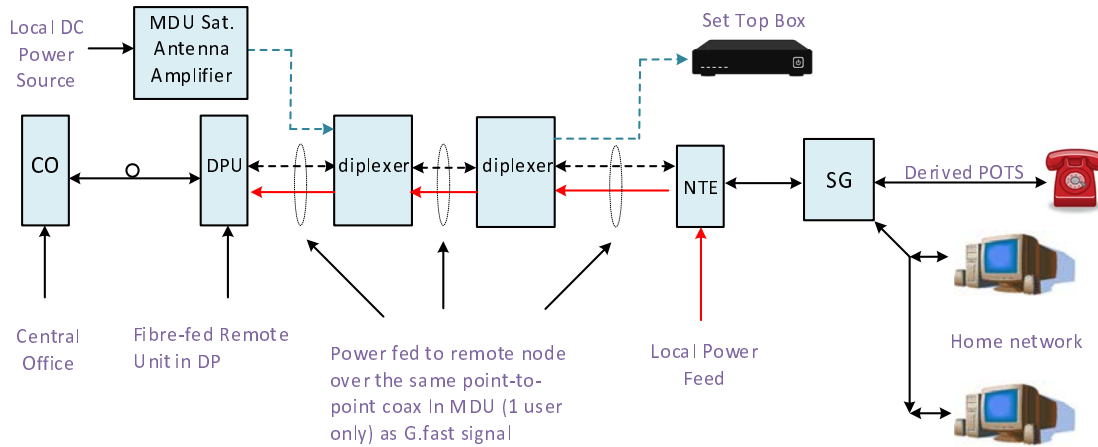 Local DC
Power
Source
MDU Sat.
Antenna
Amplifier
Set Top Box
CO
DPU
diplexer
diplexer
NTE
SG
Derived POTS
Central
Office
Fibre-fed Remote
Unit in DP
Power fed to remote node
over the same point-to-
point coax In MDU (1 user
only) as G.fast signal
Local Power
Feed
Home network